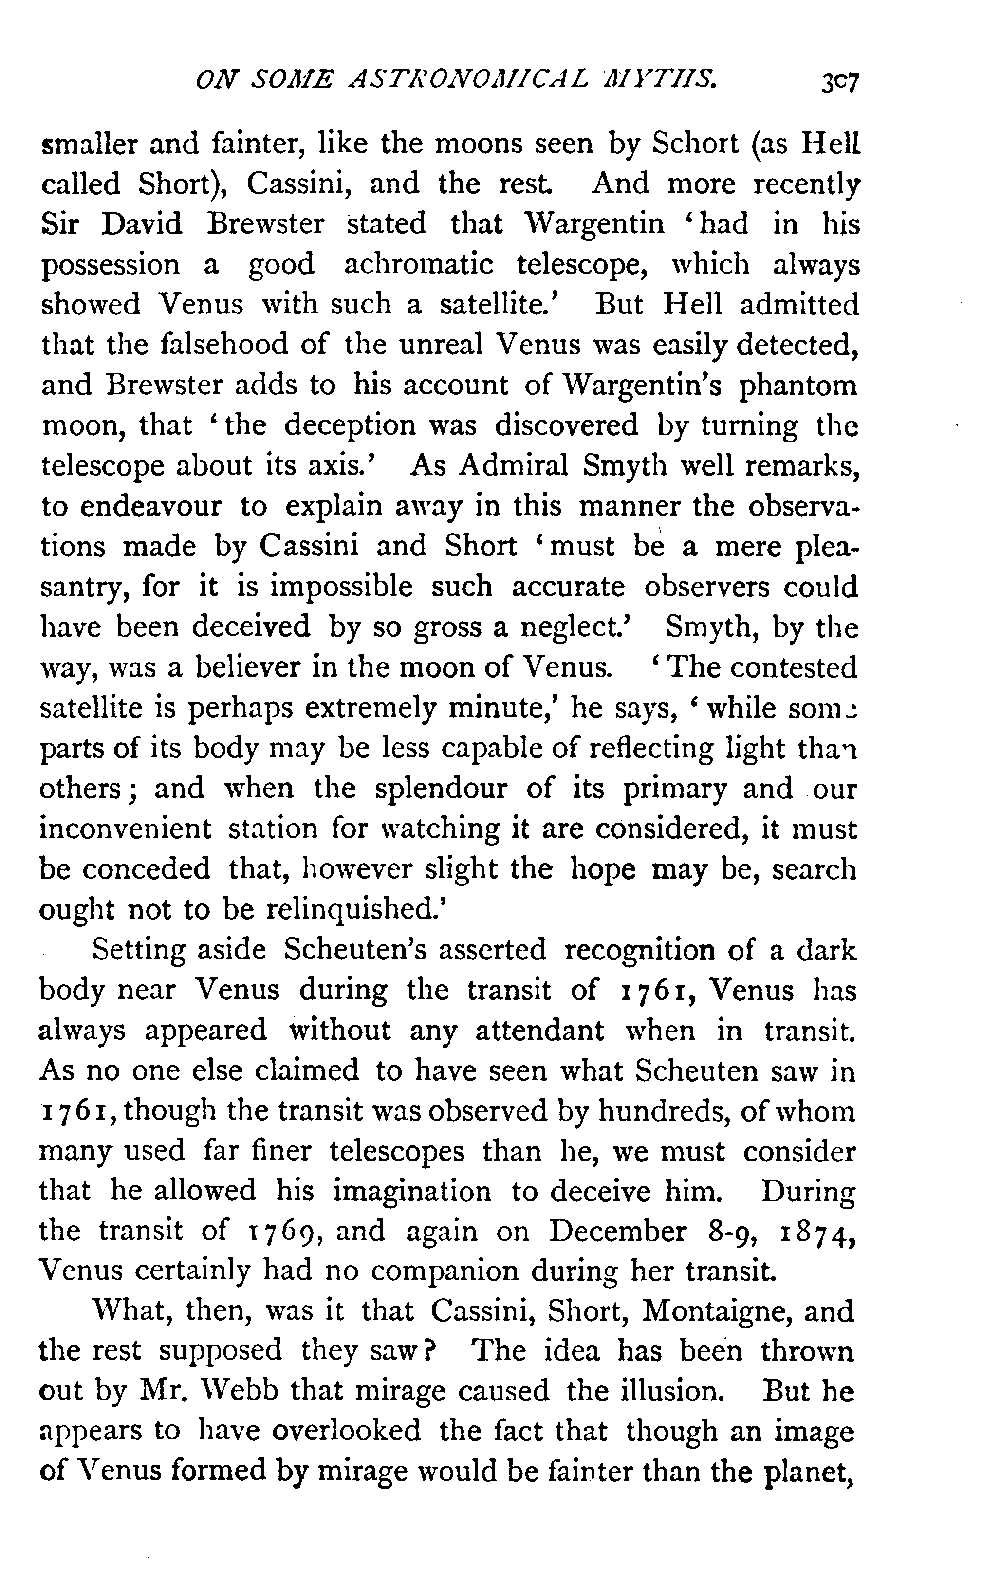 ON SOME ASTRONOMICAL MYTHS. 307
smaller and fainter, like the moons seen by Schort (as Hell
called Short), Cassini, and the rest. And more recently
Sir David Brewster stated that Wargentin ‘had in his
possession a good achromatic telescope, which always
showed Venus with such a satellite.’ But Hell admitted
that the falsehood of the unreal Venus was easily detected,
and Brewster adds to his account of Wargentin’s phantom
moon, that ‘the deception was discovered by turning the
telescope about its axis.’ As Admiral Smyth well remarks,
to endeavour to explain away in this manner the observa-
tions made by Cassini and Short ‘must be a mere plea-
santry, for it is impossible such accurate observers could
have been deceived by so gross a neglect.’ Smyth, by the
way, was a believer in the moon of Venus. ‘The contested
satellite is perhaps extremely minute,’ he says, ‘while some
parts of its body may be less capable of reflecting light than
others; and when the splendour of its primary and our
inconvenient station for watching it are considered, it must
be conceded that, however slight the hope may be, search
ought not to be relinquished.’
Setting aside Scheuten’s asserted recognition of a dark
body near Venus during the transit of 1761, Venus has
always appeared without any attendant when in transit.
As no one else claimed to have seen what Scheuten saw in
1761, though the transit was observed by hundreds, of whom
many used far finer telescopes than he, we must consider
that he allowed his imagination to deceive him. During
the transit of 1769, and again on December 8-9, 1874,
Venus certainly had no companion during her transit.
What, then, was it that Cassini, Short, Montaigne, and
the rest supposed they saw? The idea has been thrown
out by Mr. Webb that mirage caused the illusion. But he
appears to have overlooked the fact that though an image
of Venus formed by mirage would be fainter than the planet,